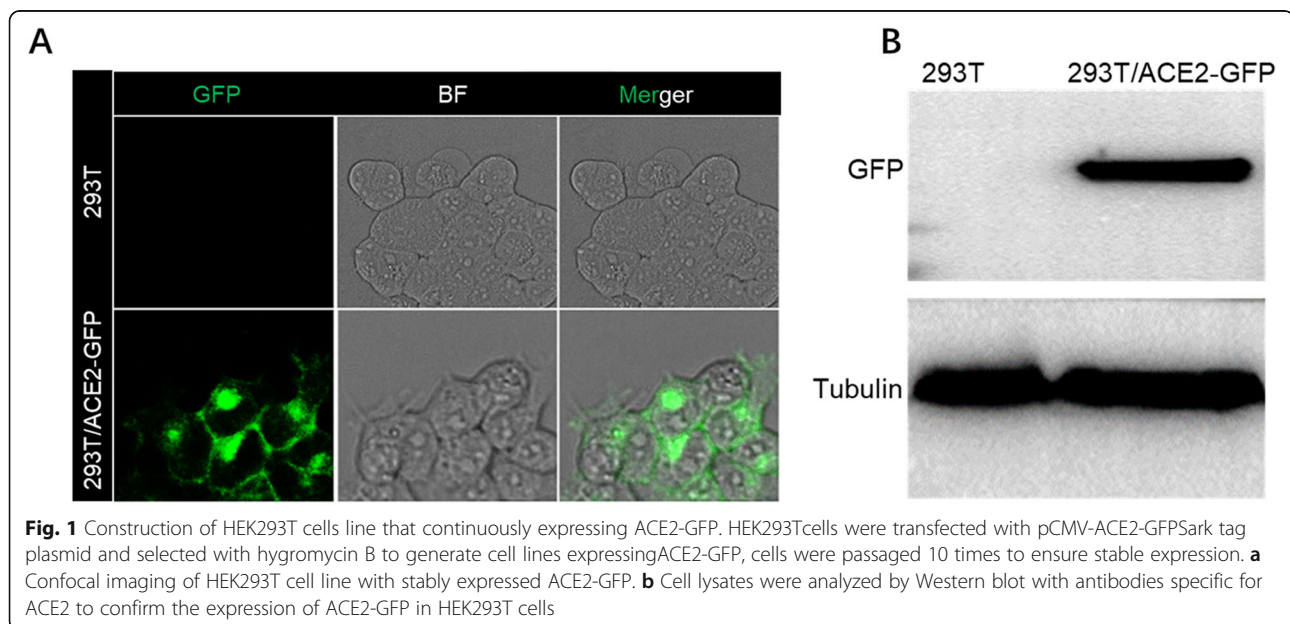 A
B
GFP BF Merger
293T
293T/ACE2-GFP
293T 293T/ACE2-GFP
GFP
Tubulin
Fig. 1 Construction of HEK293T cells line that continuously expressing ACE2-GFP. HEK293Tcells were transfected with pCMV-ACE2-GFPSark tag
plasmid and selected with hygromycin B to generate cell lines expressingACE2-GFP, cells were passaged 10 times to ensure stable expression. a
Confocal imaging of HEK293T cell line with stably expressed ACE2-GFP. b Cell lysates were analyzed by Western blot with antibodies specific for
ACE2 to confirm the expression of ACE2-GFP in HEK293T cells